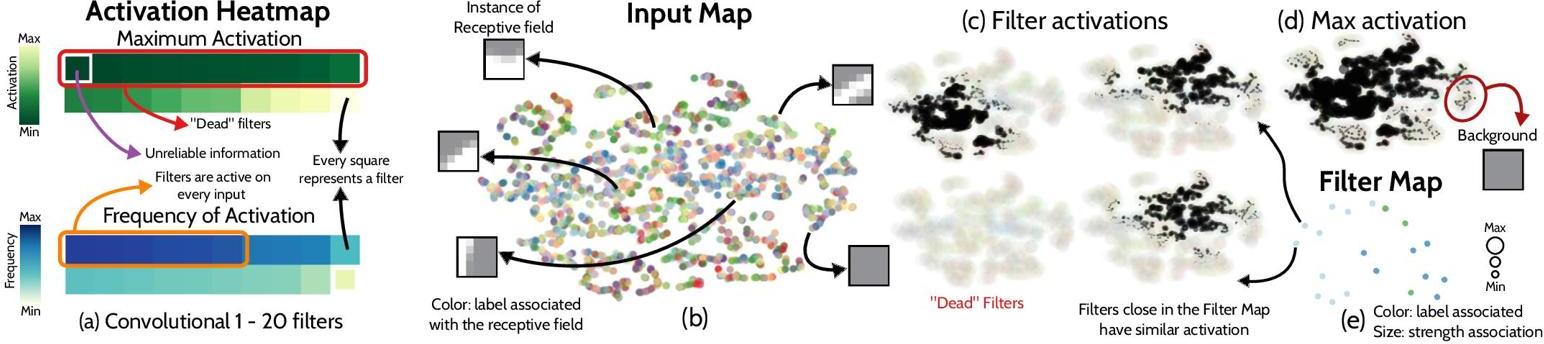 Activation Heatmap
Maximum Activation
Max
Activation
Min
"Dead" filters
Unreliable information
Filters are active on
every input
Every square
represents a filter
Frequency of Activation
Max
Frequency
Min
(a) Convolutional 1 - 20 filters
Instance of
Receptive field
Input Map
Color: label associated
with the receptive field
(b)
(c) Filter activations
"Dead" Filters
Filters close in the Filter Map
have similar activation
(d) Max activation
Background
Filter Map
Max
Min
(e)
Color: label associated
Size: strength association